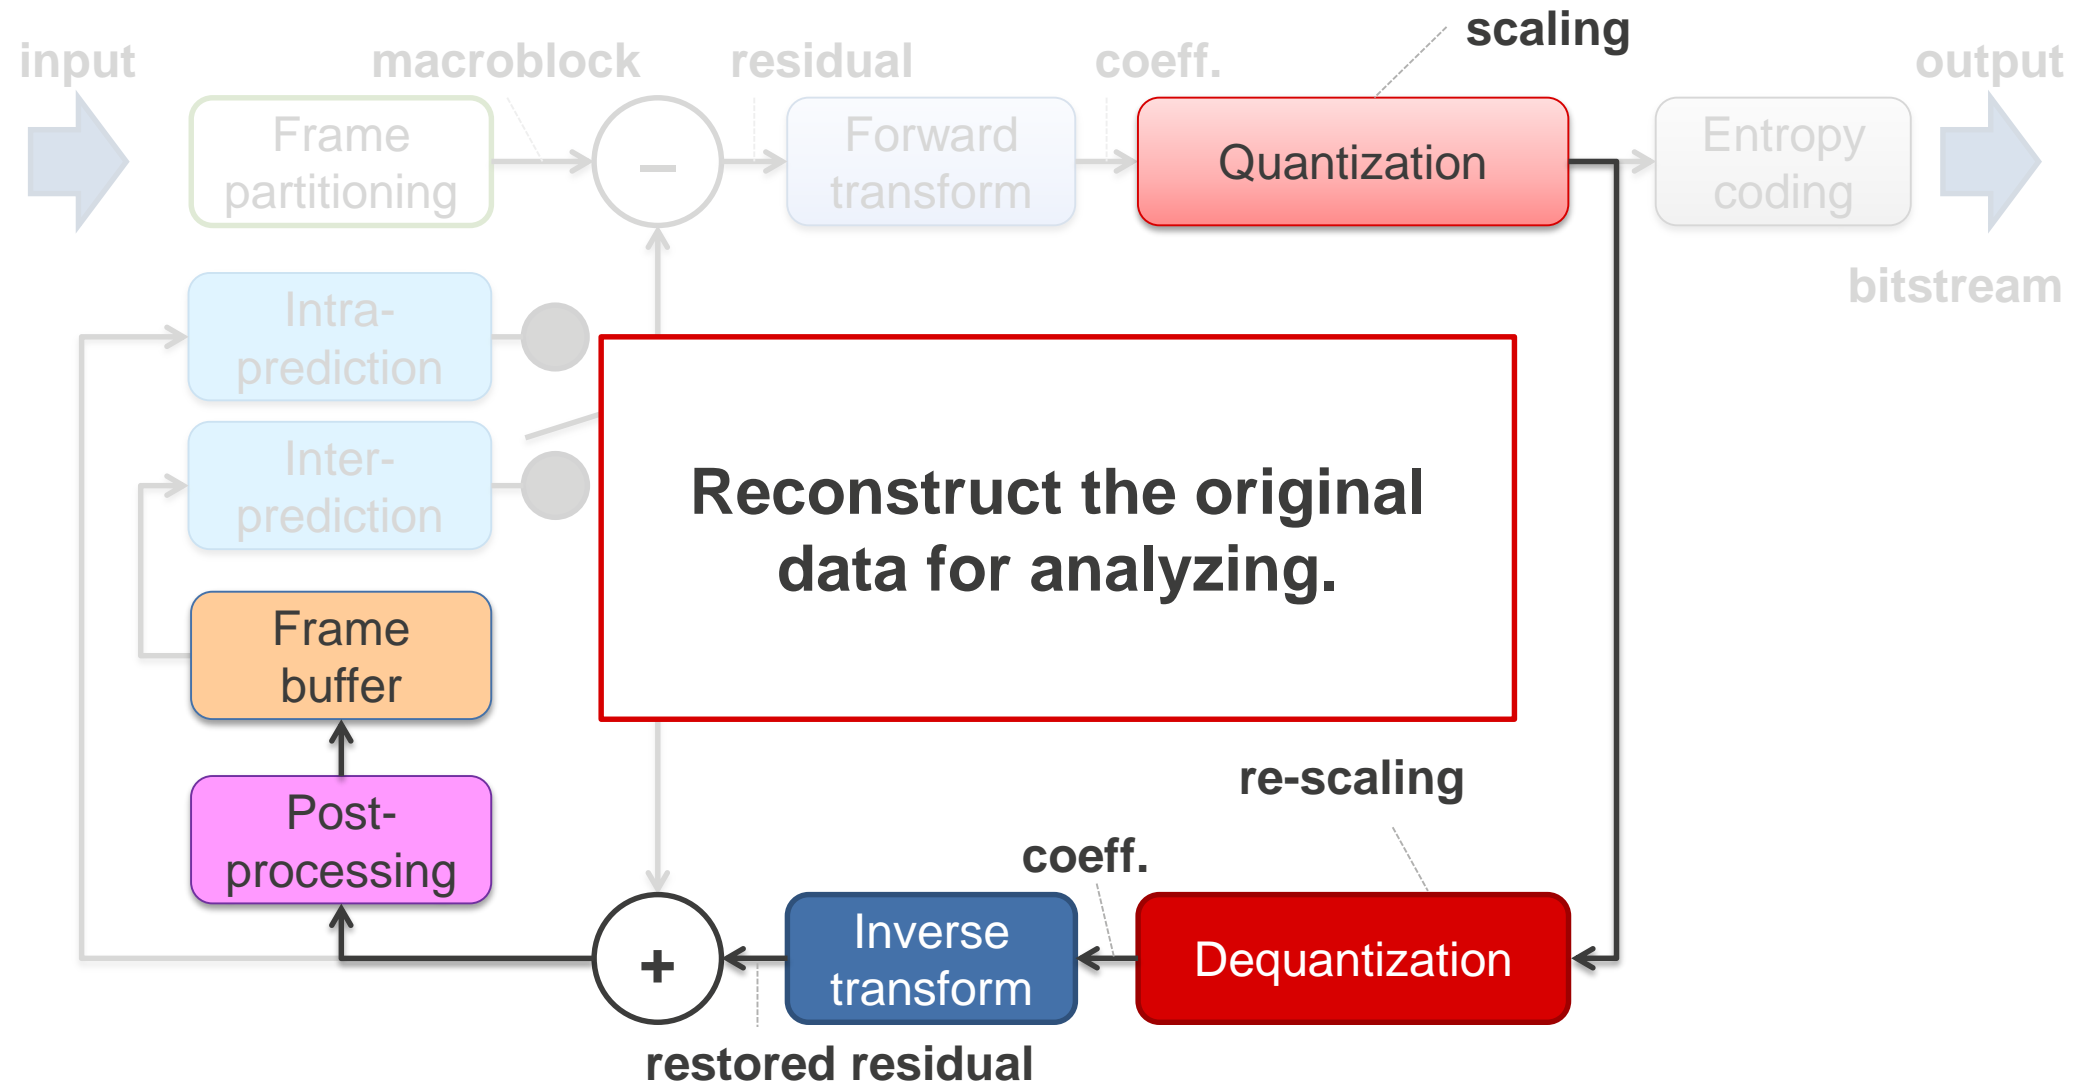 scaling
input
macroblock
residual
coeff.
output
Frame
partitioning
–
Forward
transform
Quantization
Entropy
coding
bitstream
Intra-
prediction
Inter-
prediction
Reconstruct the original
data for analyzing.
Frame
buffer
re-scaling
Post-
processing
coeff.
+
Inverse
transform
Dequantization
restored residual